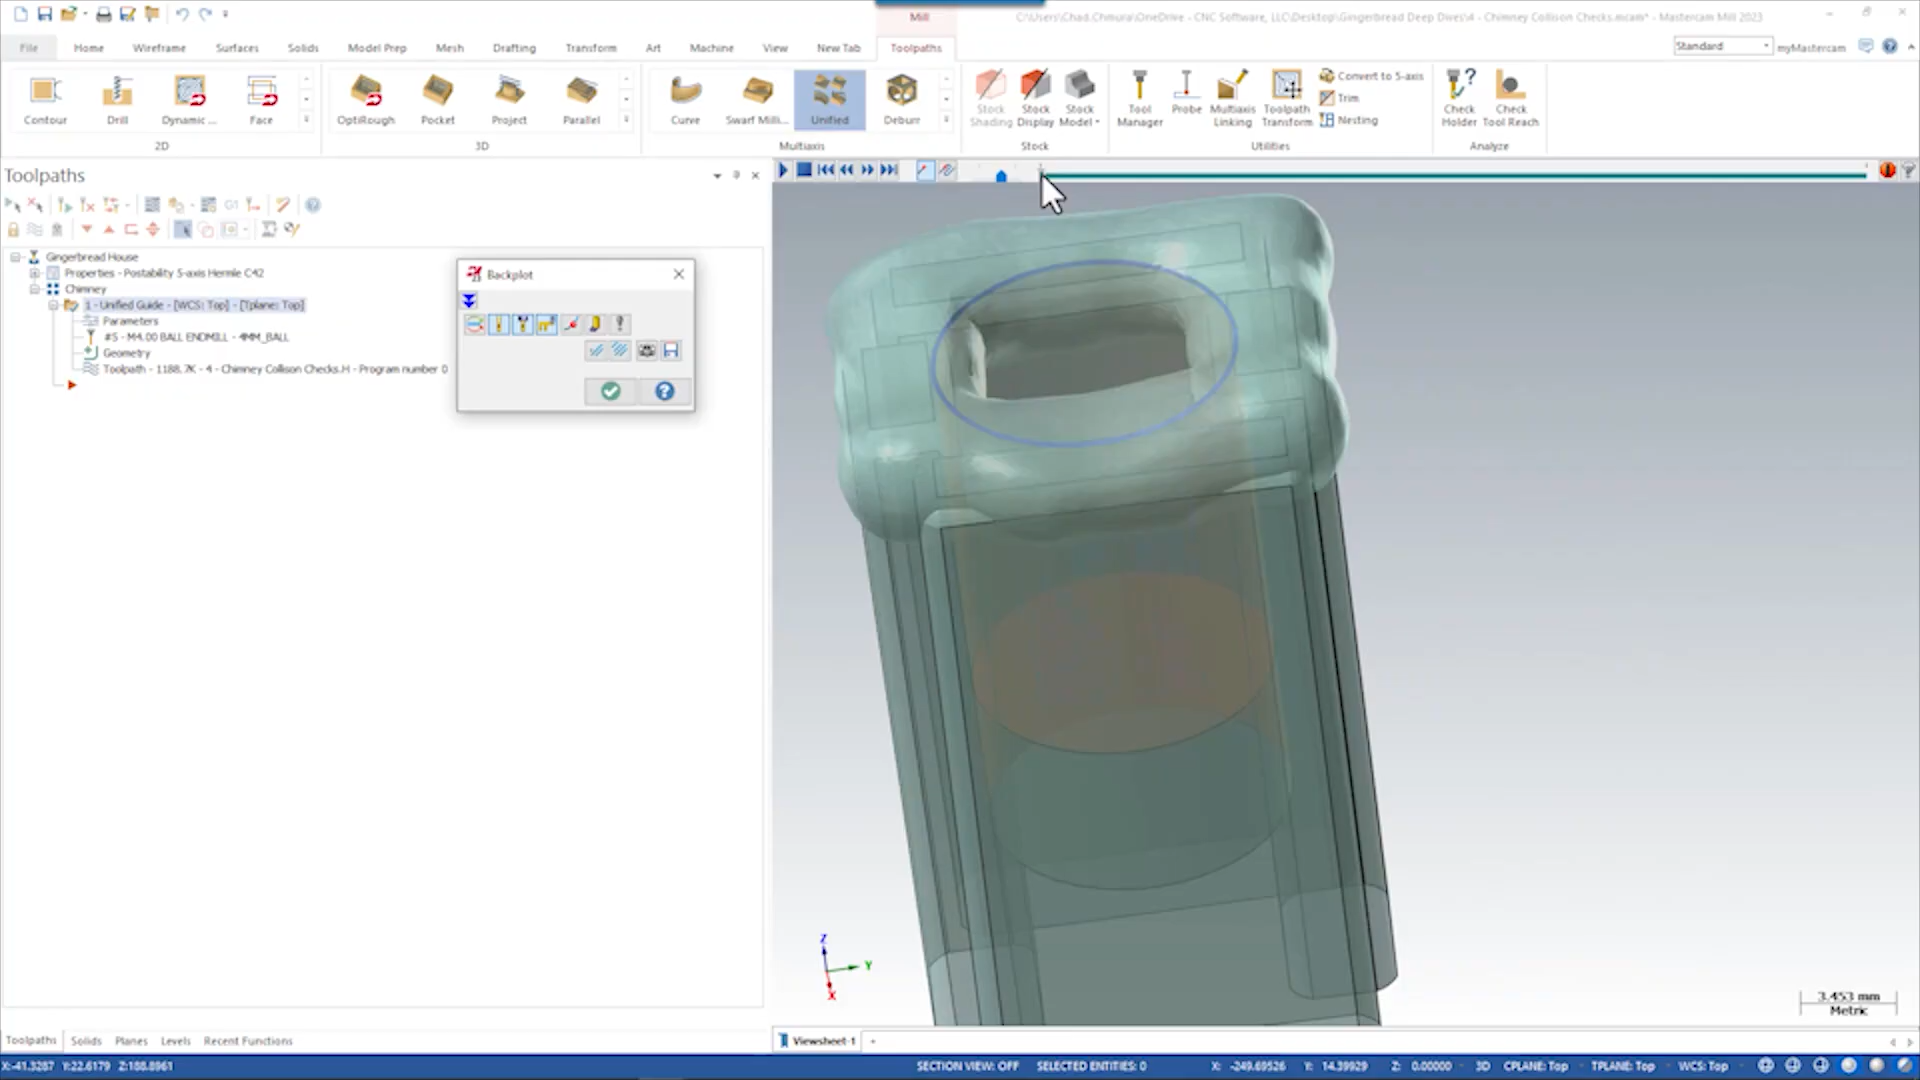 Mill
C:\Users\Chad.Chmura\OneDrive - CNC Software, LLC\Desktop\Gingerbread Deep Dives\4 - Chimney Collison Checks.mcam* - Mastercam Mill 2023
File Home Wireframe Surfaces Solids Model Prep Mesh Drafting Transform Art Machine View New Tab Toolpaths
Standard myMastercam
Contour Drill Dynamic ... Face
2D
OptiRough Pocket Project Parallel
3D
Curve Swarf Milli... Unified Deburr
Multiaxis
Stock Shading Stock Display Stock Model
Stock
Tool Manager Probe Multiaxis Linking Toolpath Transform
Convert to 5-axis
Trim
Nesting
Utilities
Check Holder Check Tool Reach
Analyze
Toolpaths
G1
Gingerbread House
Properties - Postability 5-axis Hermle C42
Chimney
1 - Unified Guide - [WCS: Top] - [Tplane: Top]
Parameters
#5 - M4.00 BALL ENDMILL - 4MM_BALL
Geometry
Toolpath - 1188.7K - 4 - Chimney Collison Checks.H - Program number 0
Backplot
Z
Y
X
3.453 mm
Metric
Toolpaths Solids Planes Levels Recent Functions
Viewsheet-1
X:-41.3287 Y:22.6179 Z:188.8961
SECTION VIEW: OFF SELECTED ENTITIES: 0 X: -249.69526 Y: 14.39929 Z: 0.00000 3D CPLANE: Top TPLANE: Top WCS: Top